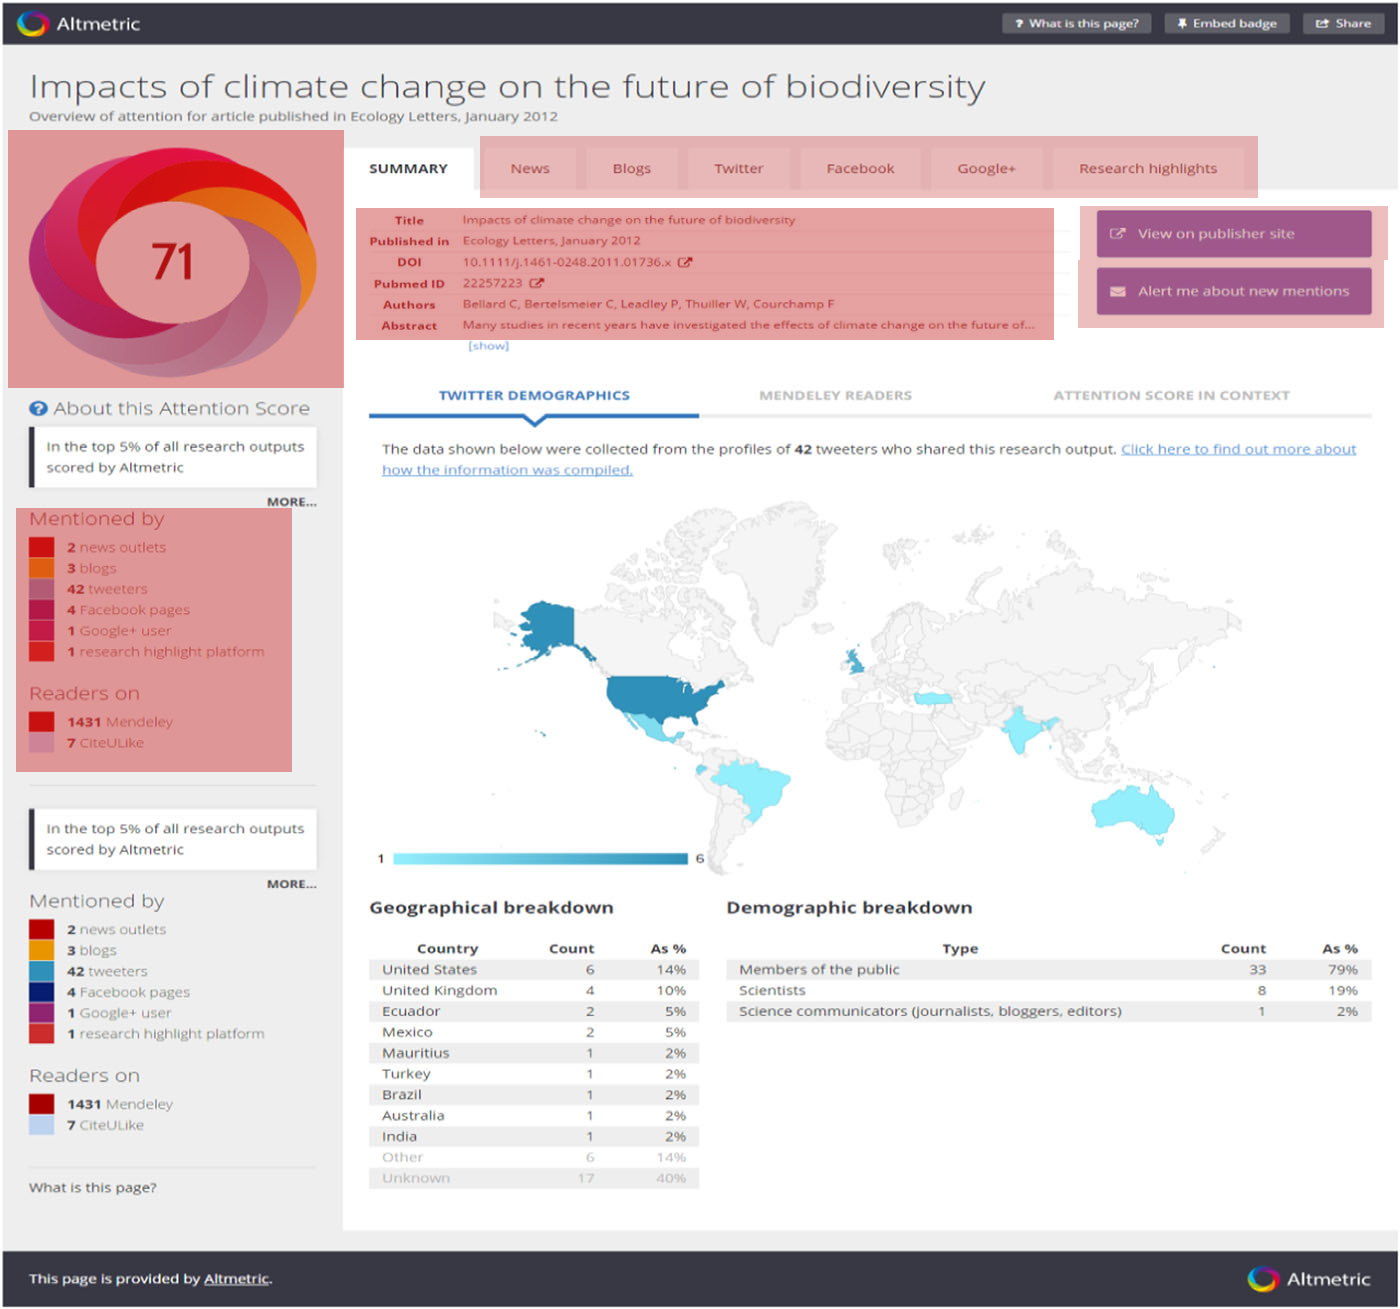 Altmetric
What is this page?
Embed badge
Share
Impacts of climate change on the future of biodiversity
Overview of attention for article published in Ecology Letters, January 2012
71
About this Attention Score
In the top 5% of all research outputs
scored by Altmetric
MORE...
Mentioned by
2 news outlets
3 blogs
42 tweeters
4 Facebook pages
1 Google+ user
1 research highlight platform
Readers on
1431 Mendeley
7 CiteULike
In the top 5% of all research outputs
scored by Altmetric
MORE...
Mentioned by
2 news outlets
3 blogs
42 tweeters
4 Facebook pages
1 Google+ user
1 research highlight platform
Readers on
1431 Mendeley
7 CiteULike
What is this page?
SUMMARY News Blogs Twitter Facebook Google+ Research highlights
Title Impacts of climate change on the future of biodiversity
Published in Ecology Letters, January 2012
DOI 10.1111/j.1461-0248.2011.01736.x
Pubmed ID 22257223
Authors Bellard C, Bertelsmeier C, Leadley P, Thuiller W, Courchamp F
Abstract Many studies in recent years have investigated the effects of climate change on the future of...
[show]
View on publisher site
Alert me about new mentions
TWITTER DEMOGRAPHICS MENDELEY READERS ATTENTION SCORE IN CONTEXT
The data shown below were collected from the profiles of 42 tweeters who shared this research output. Click here to find out more about
how the information was compiled.
1 6
Geographical breakdown
Country Count As %
United States 6 14%
United Kingdom 4 10%
Ecuador 2 5%
Mexico 2 5%
Mauritius 1 2%
Turkey 1 2%
Brazil 1 2%
Australia 1 2%
India 1 2%
Other 6 14%
Unknown 17 40%
Demographic breakdown
Type Count As %
Members of the public 33 79%
Scientists 8 19%
Science communicators (journalists, bloggers, editors) 1 2%
This page is provided by Altmetric.
Altmetric